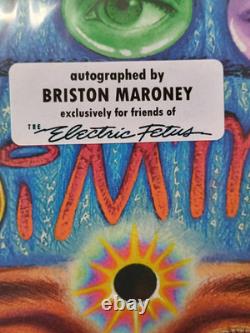 autographed by
BRISTON MARONEY
exclusively for friends of
THE Electric Fetus